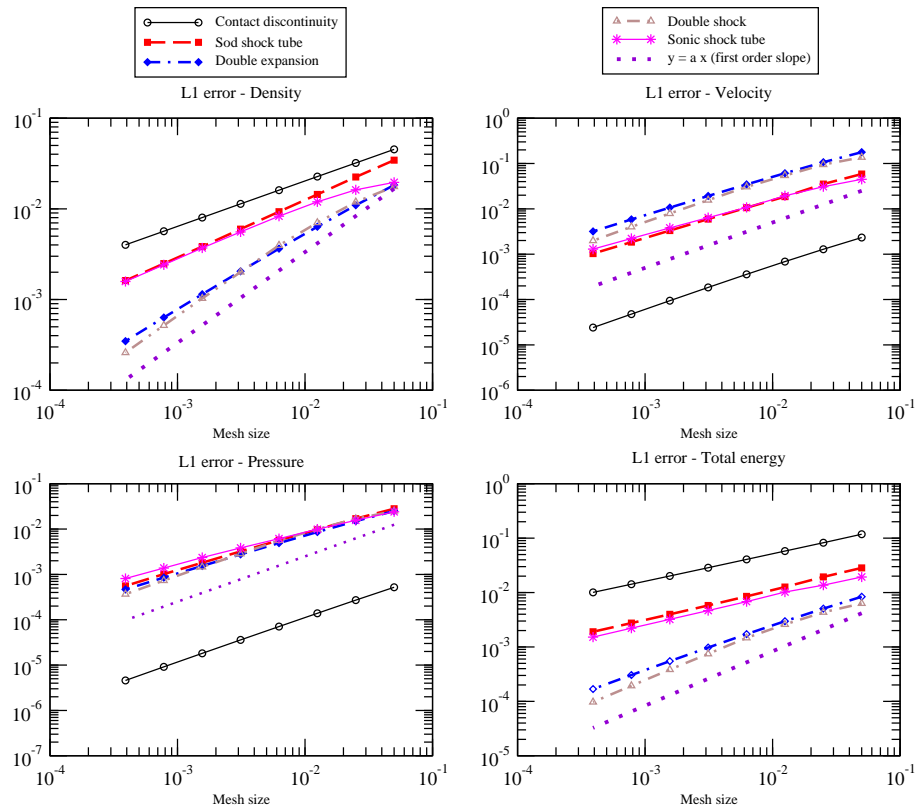 Contact discontinuity
Sod shock tube
Double expansion
Double shock
Sonic shock tube
y = a x (first order slope)
L1 error - Density
10^-1
10^-2
10^-3
10^-4
10^-4 10^-3 10^-2 10^-1
Mesh size
L1 error - Velocity
10^0
10^-1
10^-2
10^-3
10^-4
10^-5
10^-6
10^-4 10^-3 10^-2 10^-1
Mesh size
L1 error - Pressure
10^-1
10^-2
10^-3
10^-4
10^-5
10^-6
10^-7
10^-4 10^-3 10^-2 10^-1
Mesh size
L1 error - Total energy
10^0
10^-1
10^-2
10^-3
10^-4
10^-5
10^-4 10^-3 10^-2 10^-1
Mesh size